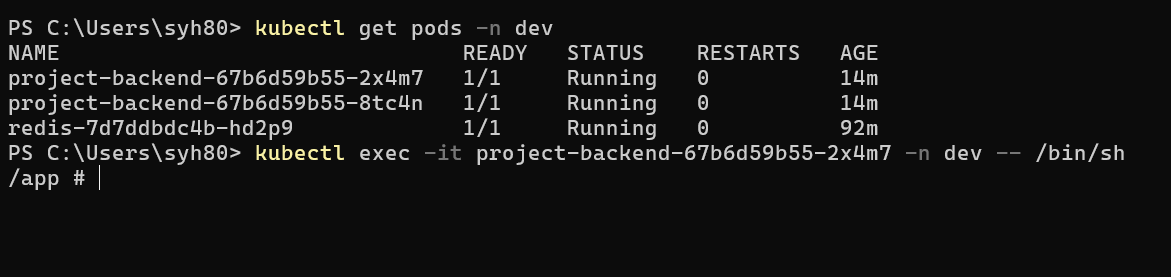 PS C:\Users\syh80> kubectl get pods -n dev
NAME                               READY   STATUS    RESTARTS   AGE
project-backend-67b6d59b55-2x4m7   1/1     Running   0          14m
project-backend-67b6d59b55-8tc4n   1/1     Running   0          14m
redis-7d7ddbdc4b-hd2p9             1/1     Running   0          92m
PS C:\Users\syh80> kubectl exec -it project-backend-67b6d59b55-2x4m7 -n dev -- /bin/sh
/app #